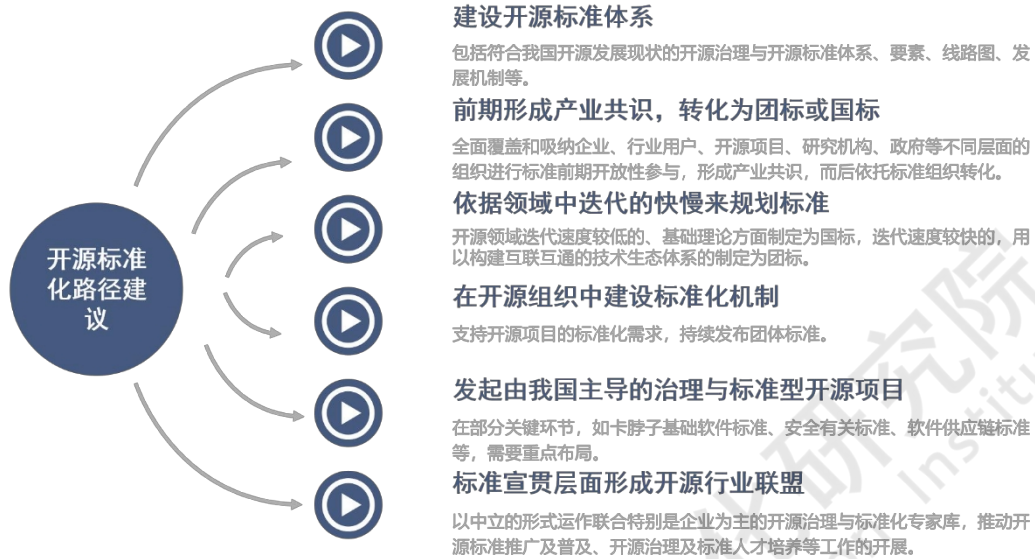 建设开源标准体系
包括符合我国开源发展现状的开源治理与开源标准体系、要素、线路图、发
展机制等。
前期形成产业共识，转化为团标或国标
全面覆盖和吸纳企业、行业用户、开源项目、研究机构、政府等不同层面的
组织进行标准前期开放性参与，形成产业共识，而后依托标准组织转化。
依据领域中迭代的快慢来规划标准
开源领域迭代速度较低的、基础理论方面制定为国标，迭代速度较快的，用
以构建互联互通的技术生态体系的制定为团标。
开源标准
化路径建
议
在开源组织中建设标准化机制
支持开源项目的标准化需求，持续发布团体标准。
发起由我国主导的治理与标准型开源项目
在部分关键环节，如卡脖子基础软件标准、安全有关标准、软件供应链标准
等，需要重点布局。
标准宣贯层面形成开源行业联盟
以中立的形式运作联合特别是企业为主的开源治理与标准化专家库，推动开
源标准推广及普及、开源治理及标准人才培养等工作的开展。
化研究院